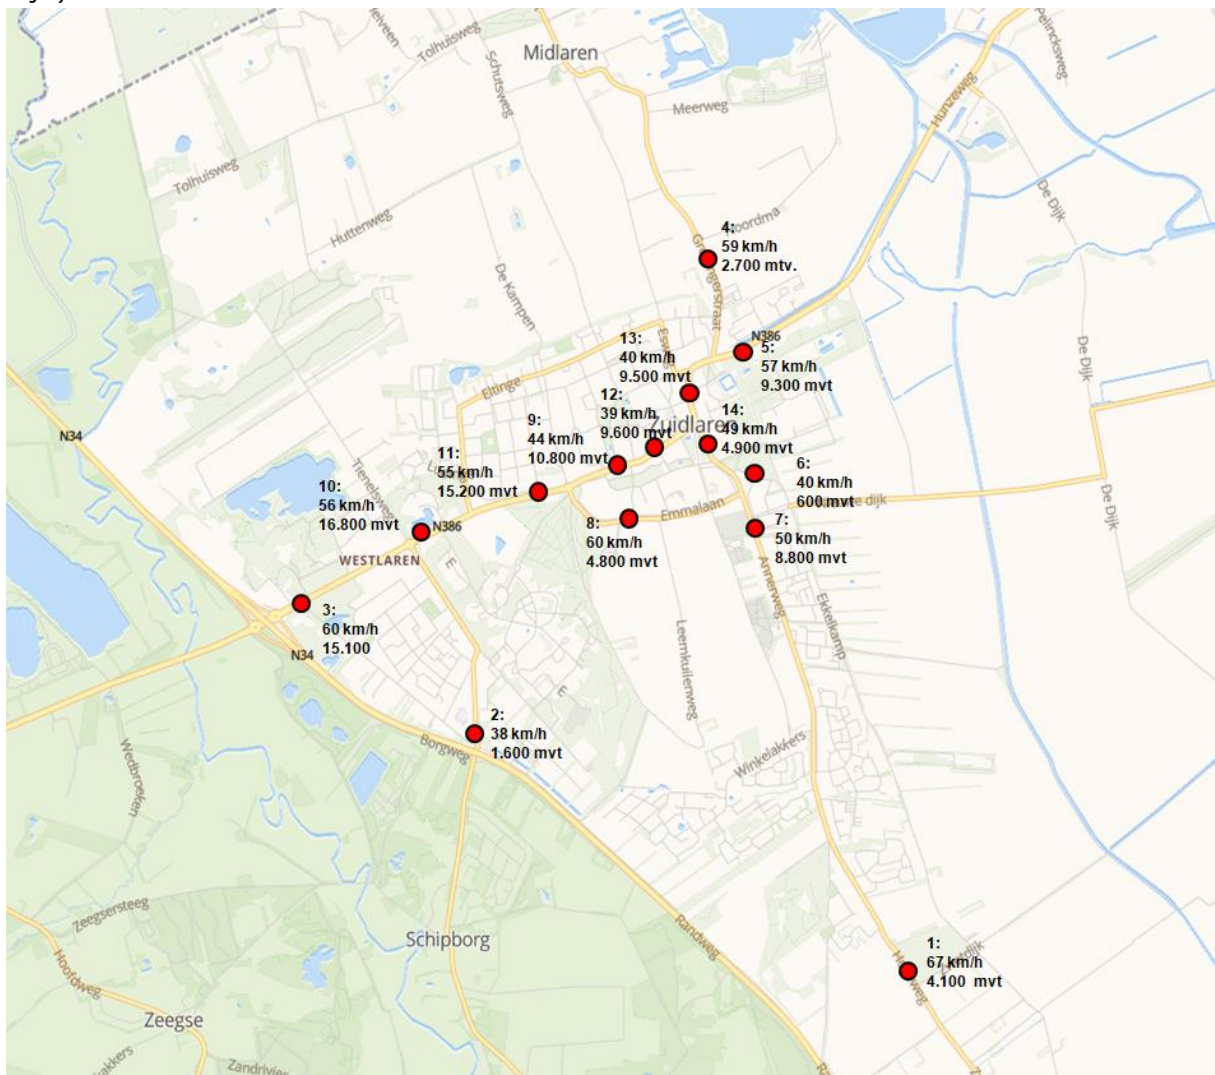 Midlaren
Tolhuisweg
Schutsweg
Meerweg
Hunzeweg
Pelincksweg
Tolhuisweg
Huttenweg
De Kampen
De Dijk
4:
59 km/h
2.700 mtv.
N386
5:
57 km/h
9.300 mvt
13:
40 km/h
9.500 mvt
De Dijk
Eltinge
12:
39 km/h
9.600 mvt
Zuidlaren
14:
49 km/h
4.900 mvt
9:
44 km/h
10.800 mvt
N34
11:
55 km/h
15.200 mvt
Tienelsweg
10:
56 km/h
16.800 mvt
N386
6:
40 km/h
600 mvt
De Dijk
Emmalaan
8:
60 km/h
4.800 mvt
7:
50 km/h
8.800 mvt
WESTLAREN
E
Annerweg
Ekkelkamp
3:
60 km/h
15.100
N34
Leemkuilenweg
E
2:
38 km/h
1.600 mvt
Borgweg
Wedbroeken
Winkelakkers
Zeegsersteeg
Schipborg
Randweg
Hoofdweg
Zeegse
1:
67 km/h
4.100 mvt